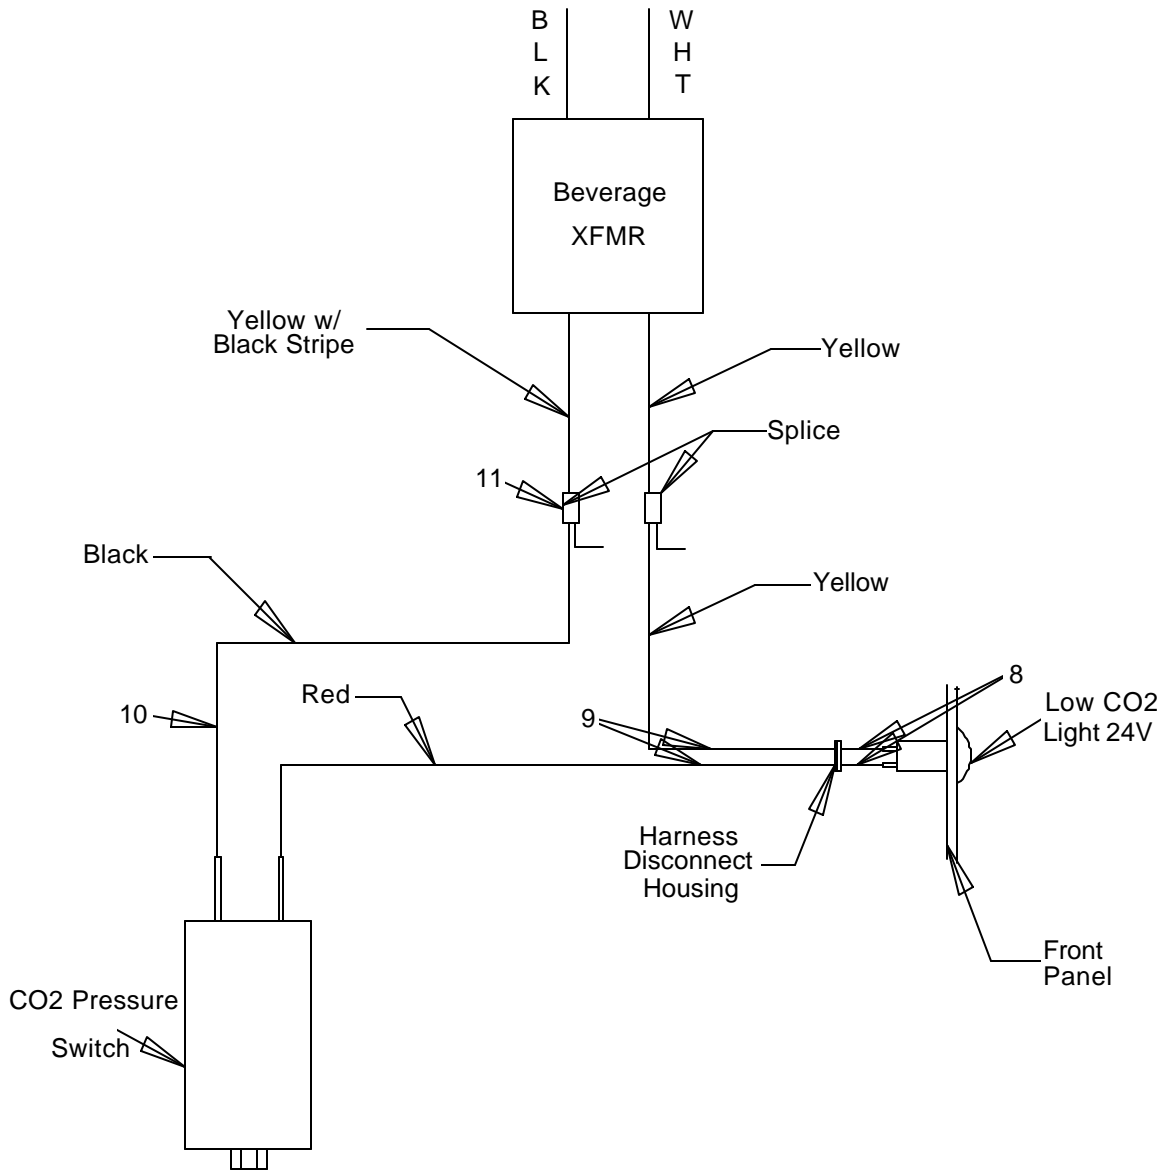 B
L
K
W
H
T
Beverage
XFMR
Yellow w/
Black Stripe
Yellow
Splice
11
Black
Yellow
Red
10
9
8
Low CO2
Light 24V
Harness
Disconnect
Housing
Front
Panel
CO2 Pressure
Switch